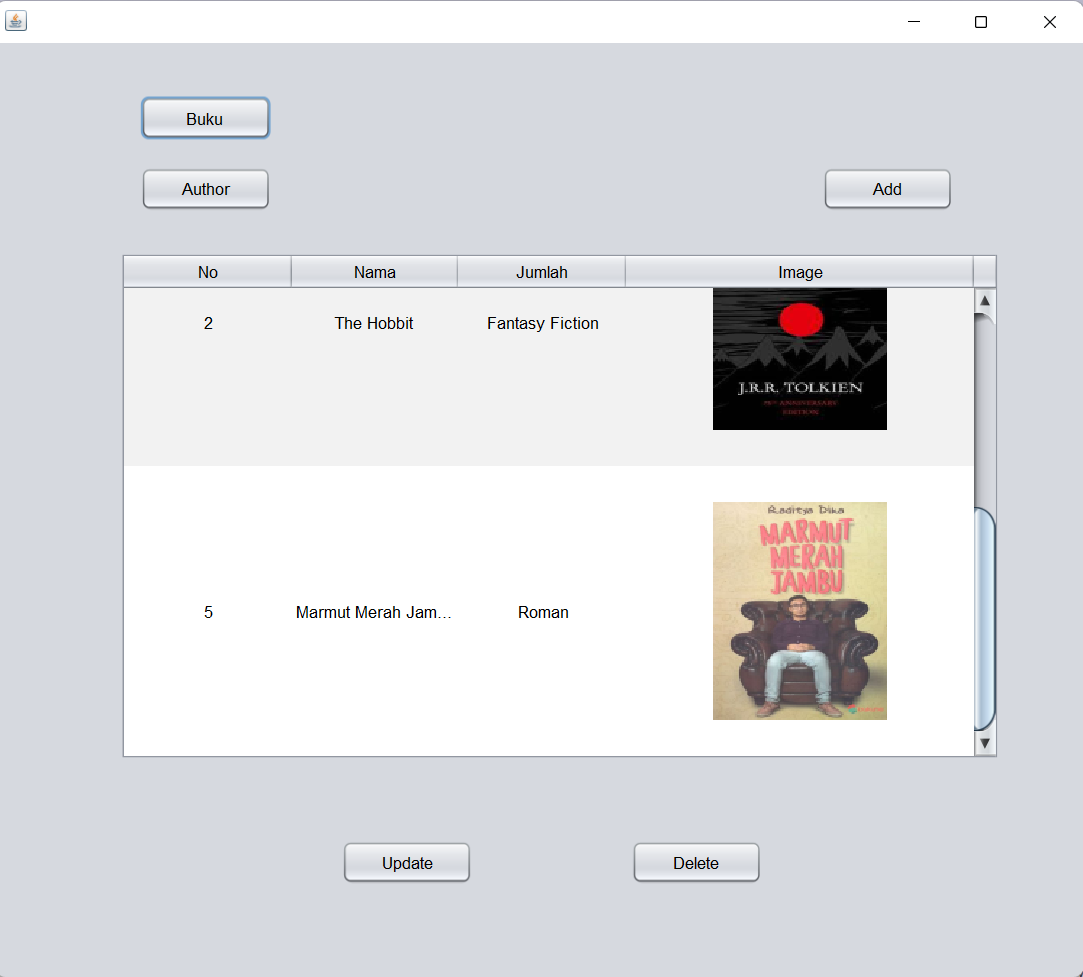 Buku
Author
Add
No Nama Jumlah Image
2 The Hobbit Fantasy Fiction
J.R.R. TOLKIEN
EDITION
Raditya Dika
MARMUT
MERAH
JAMBU
5 Marmut Merah Jam... Roman
Update Delete